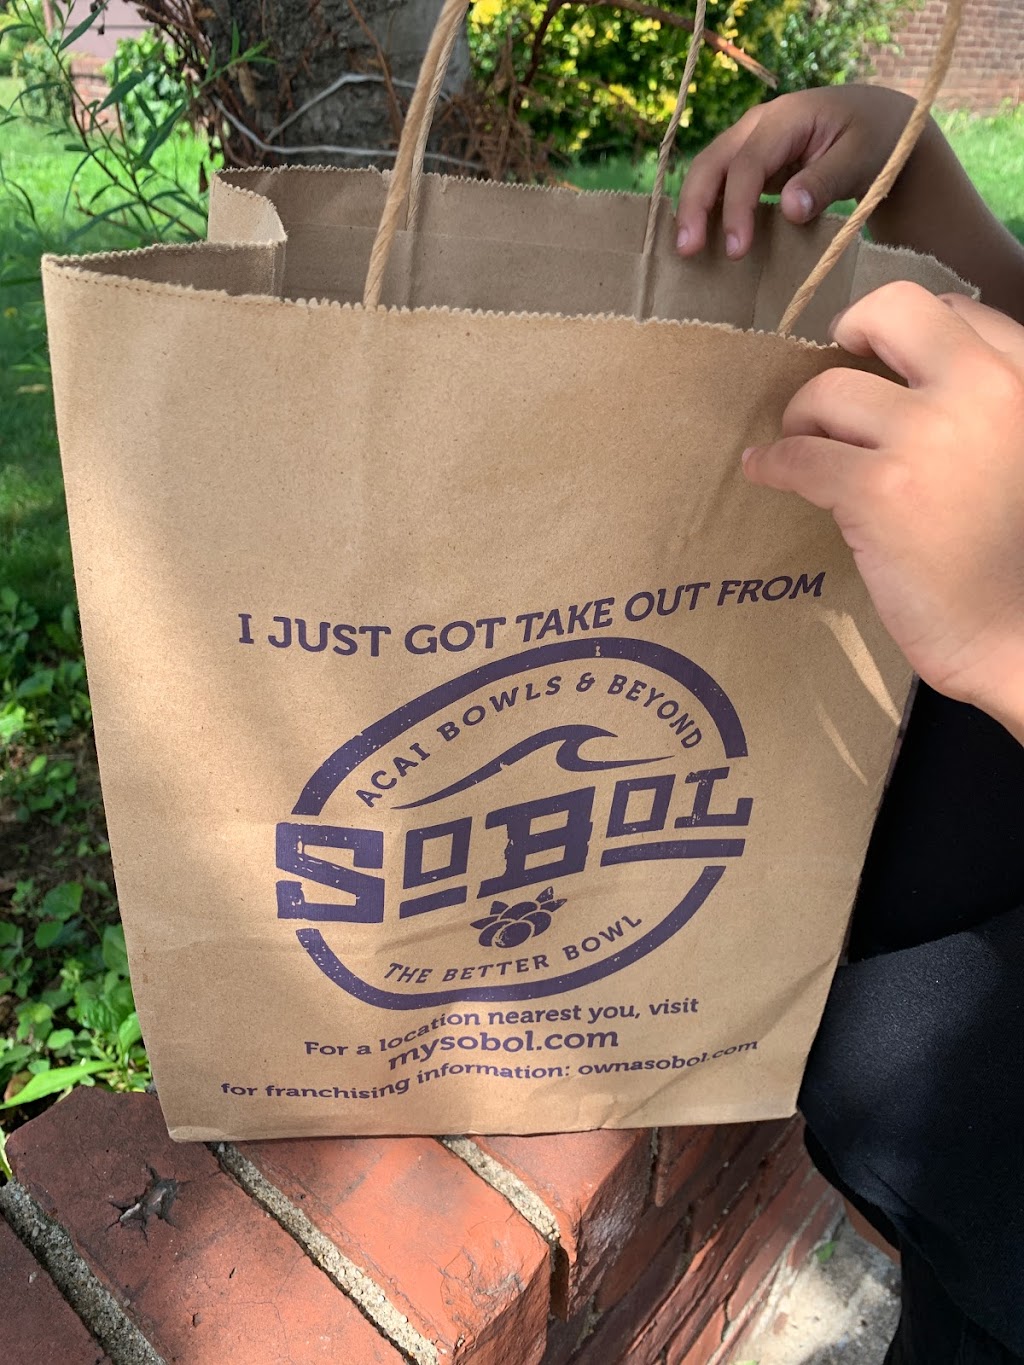 I JUST GOT TAKE OUT FROM
ACAI BOWLS & BEYOND
SOBOL
THE BETTER BOWL
For a location nearest you, visit
mysobol.com
for franchising information: ownasobol.com